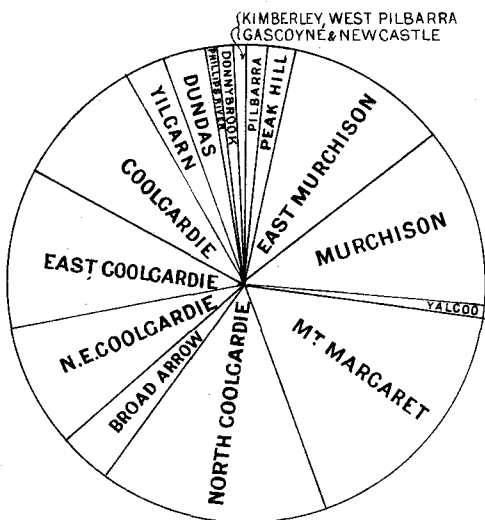 KIMBERLEY, WEST PILBARRA
GASCOYNE & NEWCASTLE
PILBARRA
PEAK HILL
EAST MURCHISON
MURCHISON
YALGOO
MT. MARGARET
NORTH COOLGARDIE
BROAD ARROW
N.E. COOLGARDIE
EAST COOLGARDIE
COOLGARDIE
YILGARN
DUNDAS
PHILLIPS RIVER
DONNYBROOK